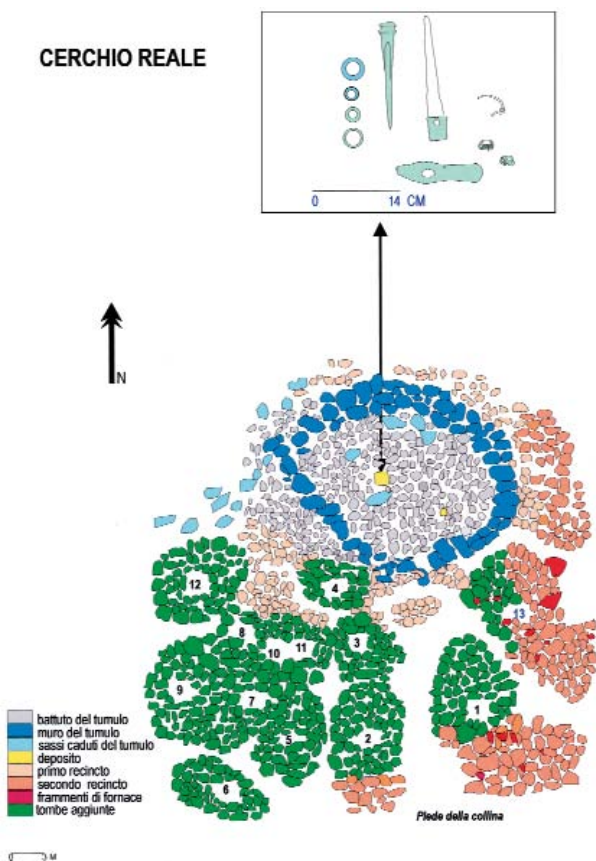 CERCHIO REALE
0 14 CM
N
12
4
13
8
11
3
10
9
7
1
5
2
6
battuto del tumulo
muro del tumulo
sassi caduti del tumulo
deposito
primo recincto
secondo recincto
frammenti di fornace
tombe aggiunte
Piede della collina
M